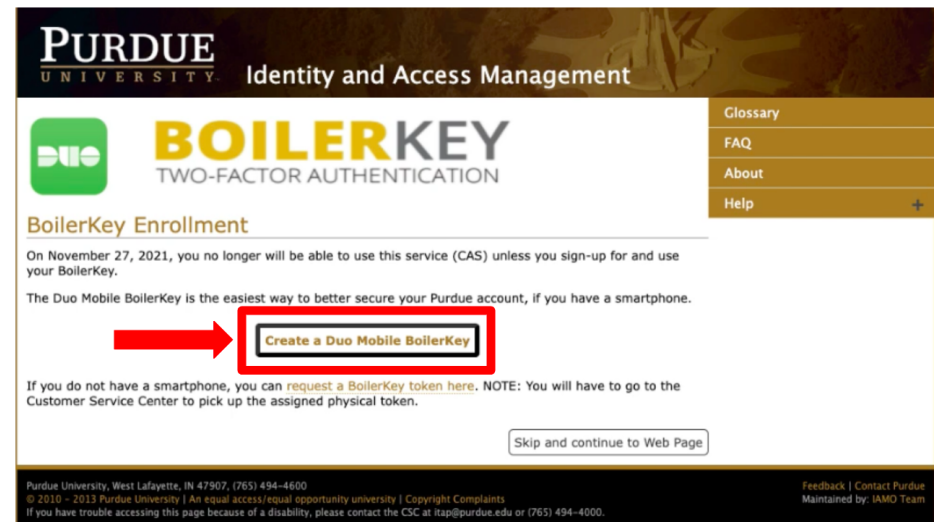 PURDUE
UNIVERSITY.
Identity and Access Management
Glossary
FAQ
About
Help +
DUO
BOILERKEY
TWO-FACTOR AUTHENTICATION
BoilerKey Enrollment
On November 27, 2021, you no longer will be able to use this service (CAS) unless you sign-up for and use
your BoilerKey.
The Duo Mobile BoilerKey is the easiest way to better secure your Purdue account, if you have a smartphone.
Create a Duo Mobile BoilerKey
If you do not have a smartphone, you can request a BoilerKey token here. NOTE: You will have to go to the
Customer Service Center to pick up the assigned physical token.
Skip and continue to Web Page
Purdue University, West Lafayette, IN 47907, (765) 494-4600
© 2010 - 2013 Purdue University | An equal access/equal opportunity university | Copyright Complaints
If you have trouble accessing this page because of a disability, please contact the CSC at itap@purdue.edu or (765) 494-4000.
Feedback | Contact Purdue
Maintained by: IAMO Team